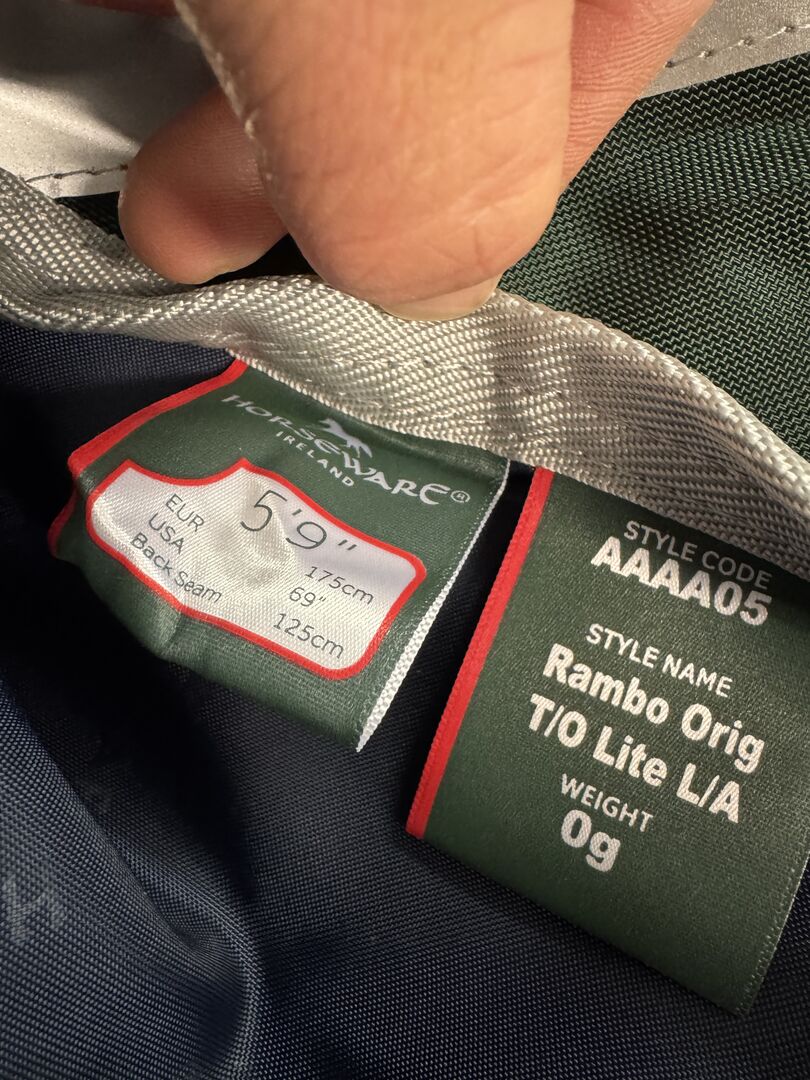 HORSEWARE®
IRELAND
5'9"
EUR 175cm
USA 69"
Back Seam 125cm
STYLE CODE
AAAA05
STYLE NAME
Rambo Orig
T/O Lite L/A
WEIGHT
0g